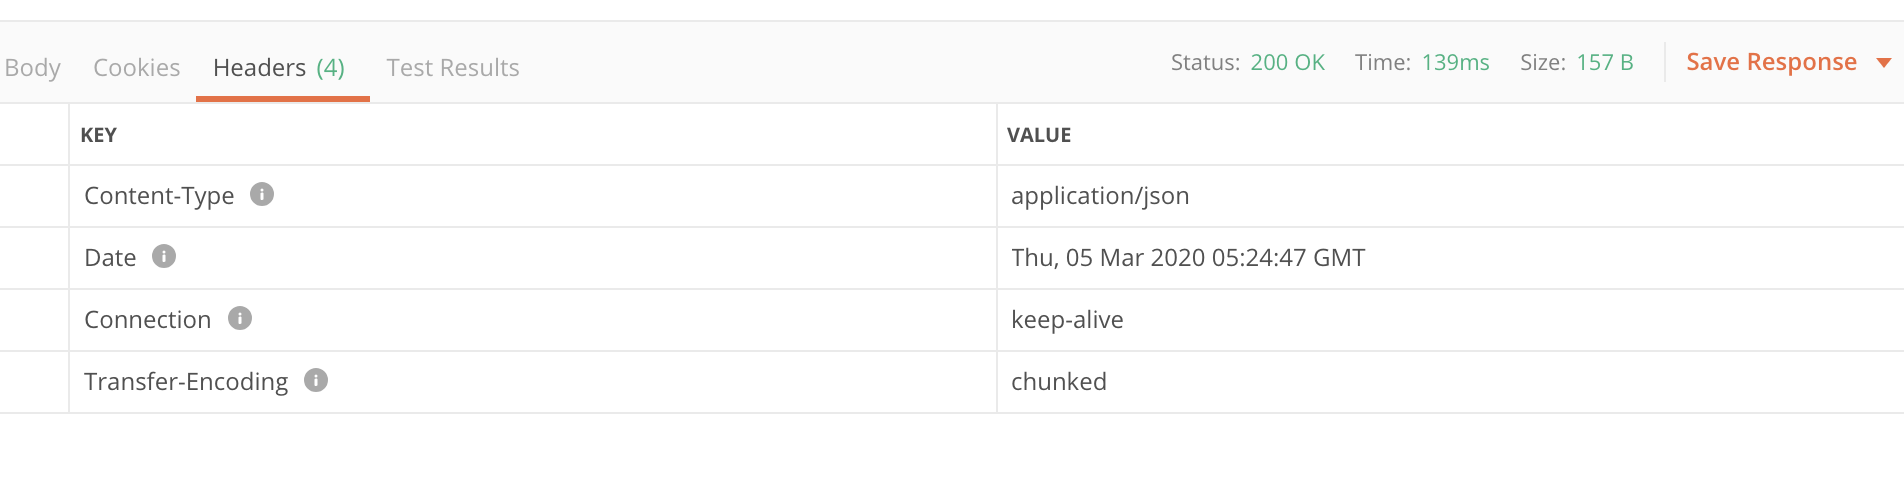 Body Cookies Headers (4) Test Results Status: 200 OK Time: 139ms Size: 157 B Save Response
KEY VALUE
Content-Type application/json
Date Thu, 05 Mar 2020 05:24:47 GMT
Connection keep-alive
Transfer-Encoding chunked